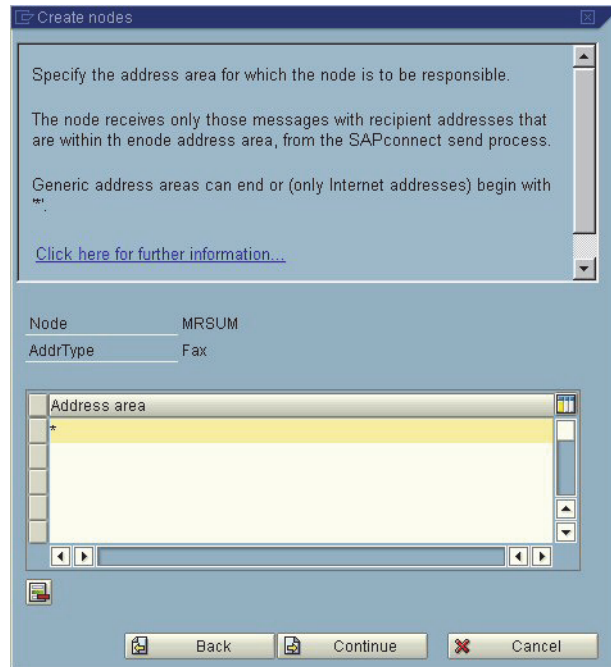 Create nodes
Specify the address area for which the node is to be responsible.
The node receives only those messages with recipient addresses that
are within th enode address area, from the SAPconnect send process.
Generic address areas can end or (only Internet addresses) begin with
'*'.
Click here for further information...
Node MRSUM
AddrType Fax
Address area
*
Back Continue Cancel